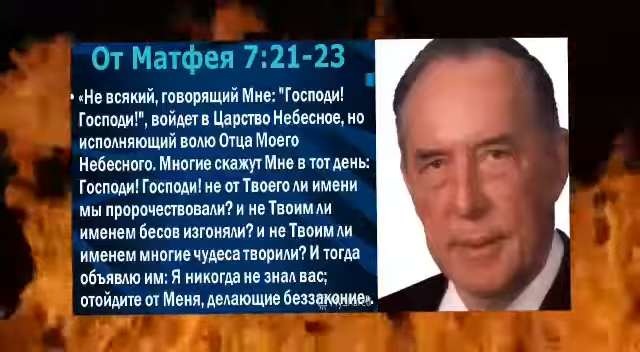 От Матфея 7:21-23
• «Не всякий, говорящий Мне: "Господи!
Господи!", войдет в Царство Небесное, но
исполняющий волю Отца Моего
Небесного. Многие скажут Мне в тот день:
Господи! Господи! не от Твоего ли имени
мы пророчествовали? и не Твоим ли
именем бесов изгоняли? и не Твоим ли
именем многие чудеса творили? И тогда
объявлю им: Я никогда не знал вас;
отойдите от Меня, делающие беззаконие».